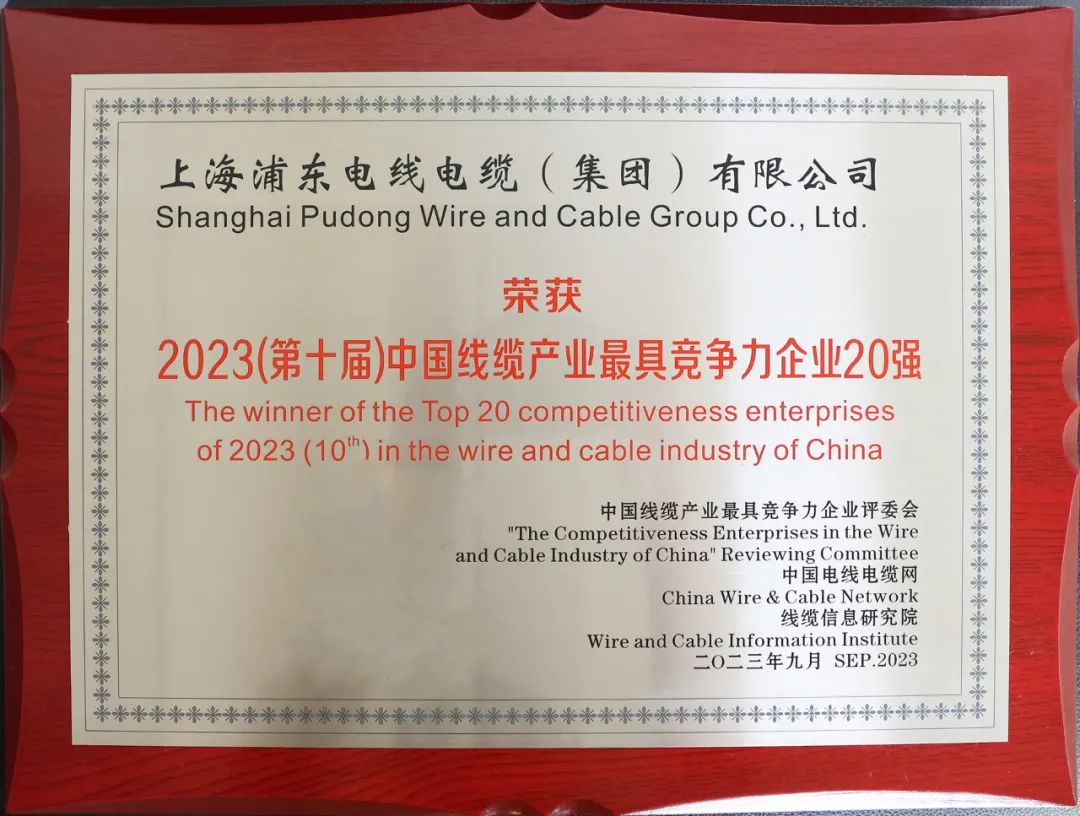 上海浦东电线电缆（集团）有限公司
Shanghai Pudong Wire and Cable Group Co., Ltd.
荣获
2023(第十届)中国线缆产业最具竞争力企业20强
The winner of the Top 20 competitiveness enterprises
of 2023 (10th) in the wire and cable industry of China
中国线缆产业最具竞争力企业评委会
"The Competitiveness Enterprises in the Wire
and Cable Industry of China" Reviewing Committee
中国电线电缆网
China Wire & Cable Network
线缆信息研究院
Wire and Cable Information Institute
二〇二三年九月 SEP.2023